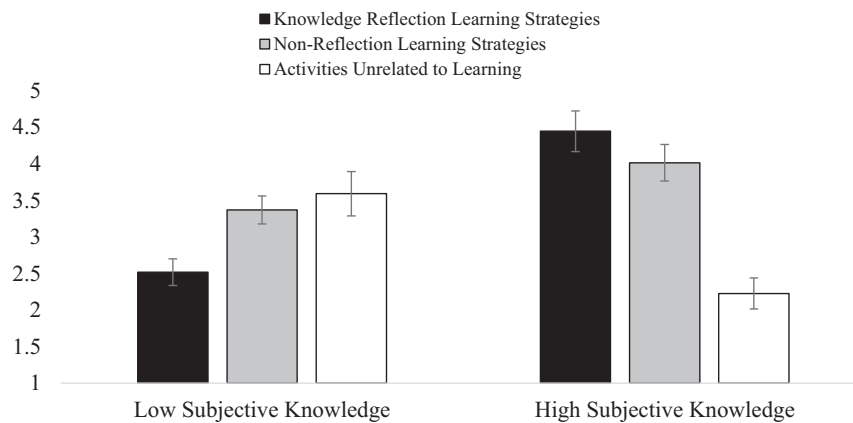 Knowledge Reflection Learning Strategies
Non-Reflection Learning Strategies
Activities Unrelated to Learning
5
4.5
4
3.5
3
2.5
2
1.5
1
Low Subjective Knowledge
High Subjective Knowledge